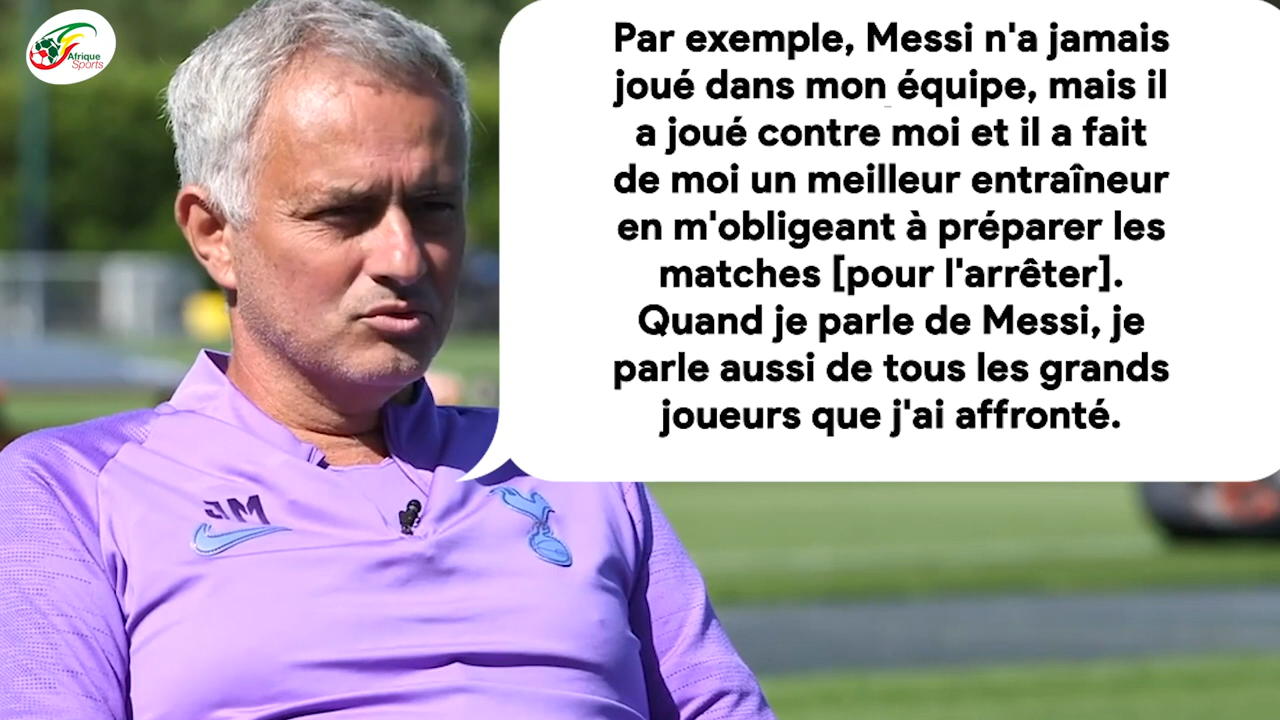 Afrique
Sports
Par exemple, Messi n'a jamais
joué dans mon équipe, mais il
a joué contre moi et il a fait
de moi un meilleur entraîneur
en m'obligeant à préparer les
matches [pour l'arrêter].
Quand je parle de Messi, je
parle aussi de tous les grands
joueurs que j'ai affronté.
JM